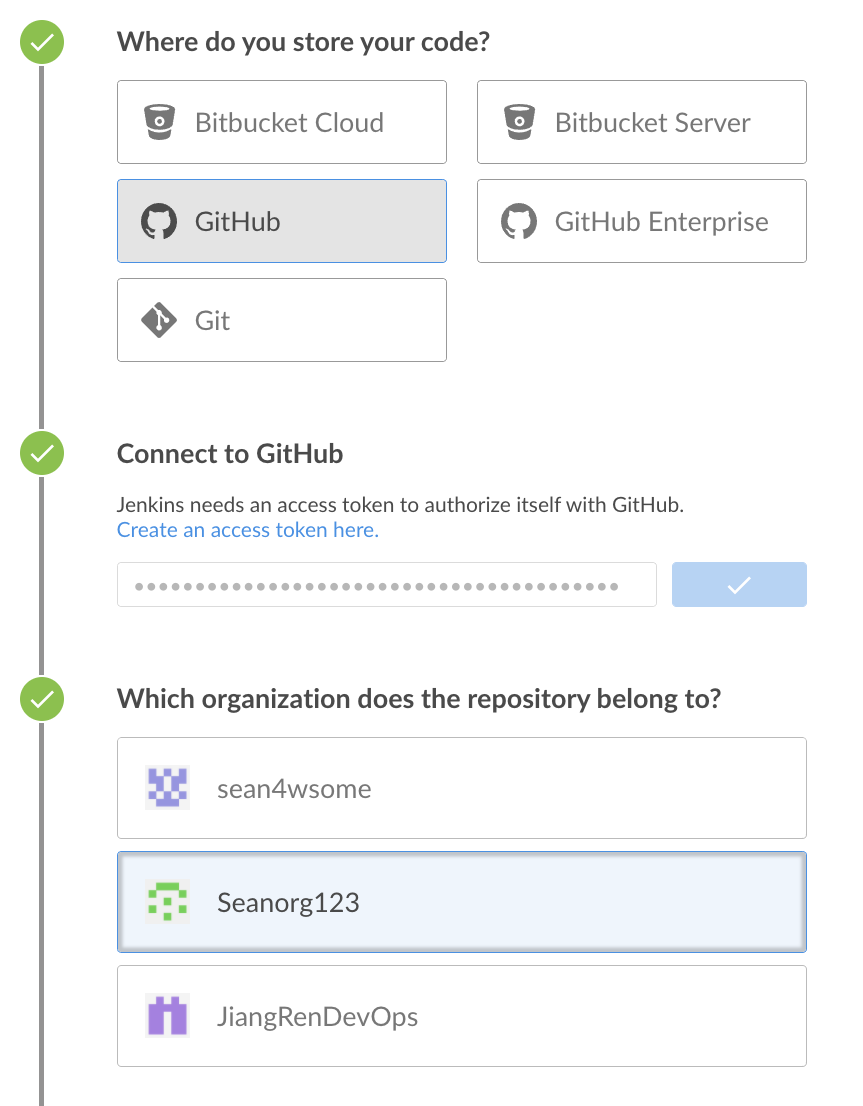 Where do you store your code?
Bitbucket Cloud
Bitbucket Server
GitHub
GitHub Enterprise
Git
Connect to GitHub
Jenkins needs an access token to authorize itself with GitHub.
Create an access token here.
Which organization does the repository belong to?
sean4wsome
Seanorg123
JiangRenDevOps